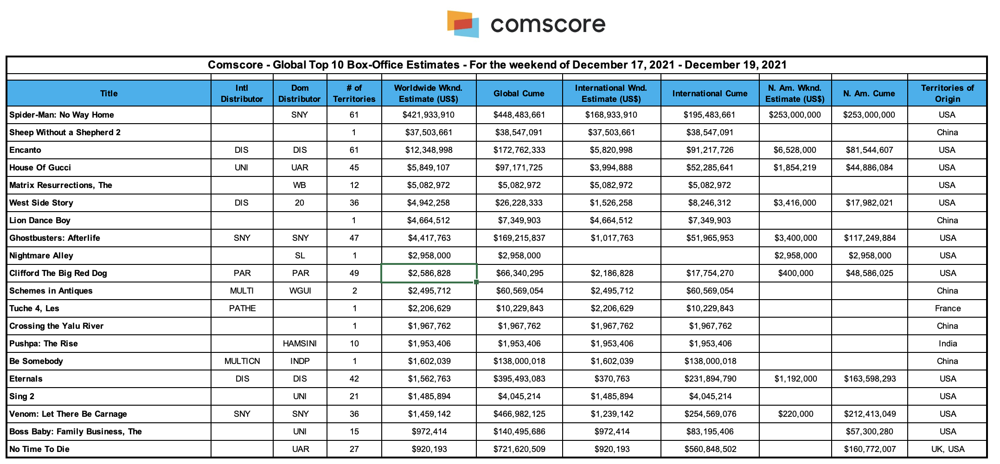 comscore
Comscore - Global Top 10 Box-Office Estimates - For the weekend of December 17, 2021 - December 19, 2021
Title Intl Distributor Dom Distributor # of Territories Worldwide Wknd. Estimate (US$) Global Cume International Wnd. Estimate (US$) International Cume N. Am. Wknd. Estimate (US$) N. Am. Cume Territories of Origin
Spider-Man: No Way Home SNY 61 $421,933,910 $448,483,661 $168,933,910 $195,483,661 $253,000,000 $253,000,000 USA
Sheep Without a Shepherd 2 1 $37,503,661 $38,547,091 $37,503,661 $38,547,091 China
Encanto DIS DIS 61 $12,348,998 $172,762,333 $5,820,998 $91,217,726 $6,528,000 $81,544,607 USA
House Of Gucci UNI UAR 45 $5,849,107 $97,171,725 $3,994,888 $52,285,641 $1,854,219 $44,886,084 USA
Matrix Resurrections, The WB 12 $5,082,972 $5,082,972 $5,082,972 $5,082,972 USA
West Side Story DIS 20 36 $4,942,258 $26,228,333 $1,526,258 $8,246,312 $3,416,000 $17,982,021 USA
Lion Dance Boy 1 $4,664,512 $7,349,903 $4,664,512 $7,349,903 China
Ghostbusters: Afterlife SNY SNY 47 $4,417,763 $169,215,837 $1,017,763 $51,965,953 $3,400,000 $117,249,884 USA
Nightmare Alley SL 1 $2,958,000 $2,958,000 $2,958,000 $2,958,000 USA
Clifford The Big Red Dog PAR PAR 49 $2,586,828 $66,340,295 $2,186,828 $17,754,270 $400,000 $48,586,025 USA
Schemes in Antiques MULTI WGUI 2 $2,495,712 $60,569,054 $2,495,712 $60,569,054 China
Tuche 4, Les PATHE 1 $2,206,629 $10,229,843 $2,206,629 $10,229,843 France
Crossing the Yalu River 1 $1,967,762 $1,967,762 $1,967,762 $1,967,762 China
Pushpa: The Rise HAMSINI 10 $1,953,406 $1,953,406 $1,953,406 $1,953,406 India
Be Somebody MULTICN INDP 1 $1,602,039 $138,000,018 $1,602,039 $138,000,018 China
Eternals DIS DIS 42 $1,562,763 $395,493,083 $370,763 $231,894,790 $1,192,000 $163,598,293 USA
Sing 2 UNI 21 $1,485,894 $4,045,214 $1,485,894 $4,045,214 USA
Venom: Let There Be Carnage SNY SNY 36 $1,459,142 $466,982,125 $1,239,142 $254,569,076 $220,000 $212,413,049 USA
Boss Baby: Family Business, The UNI 15 $972,414 $140,495,686 $972,414 $83,195,406 $57,300,280 USA
No Time To Die UAR 27 $920,193 $721,620,509 $920,193 $560,848,502 $160,772,007 UK, USA